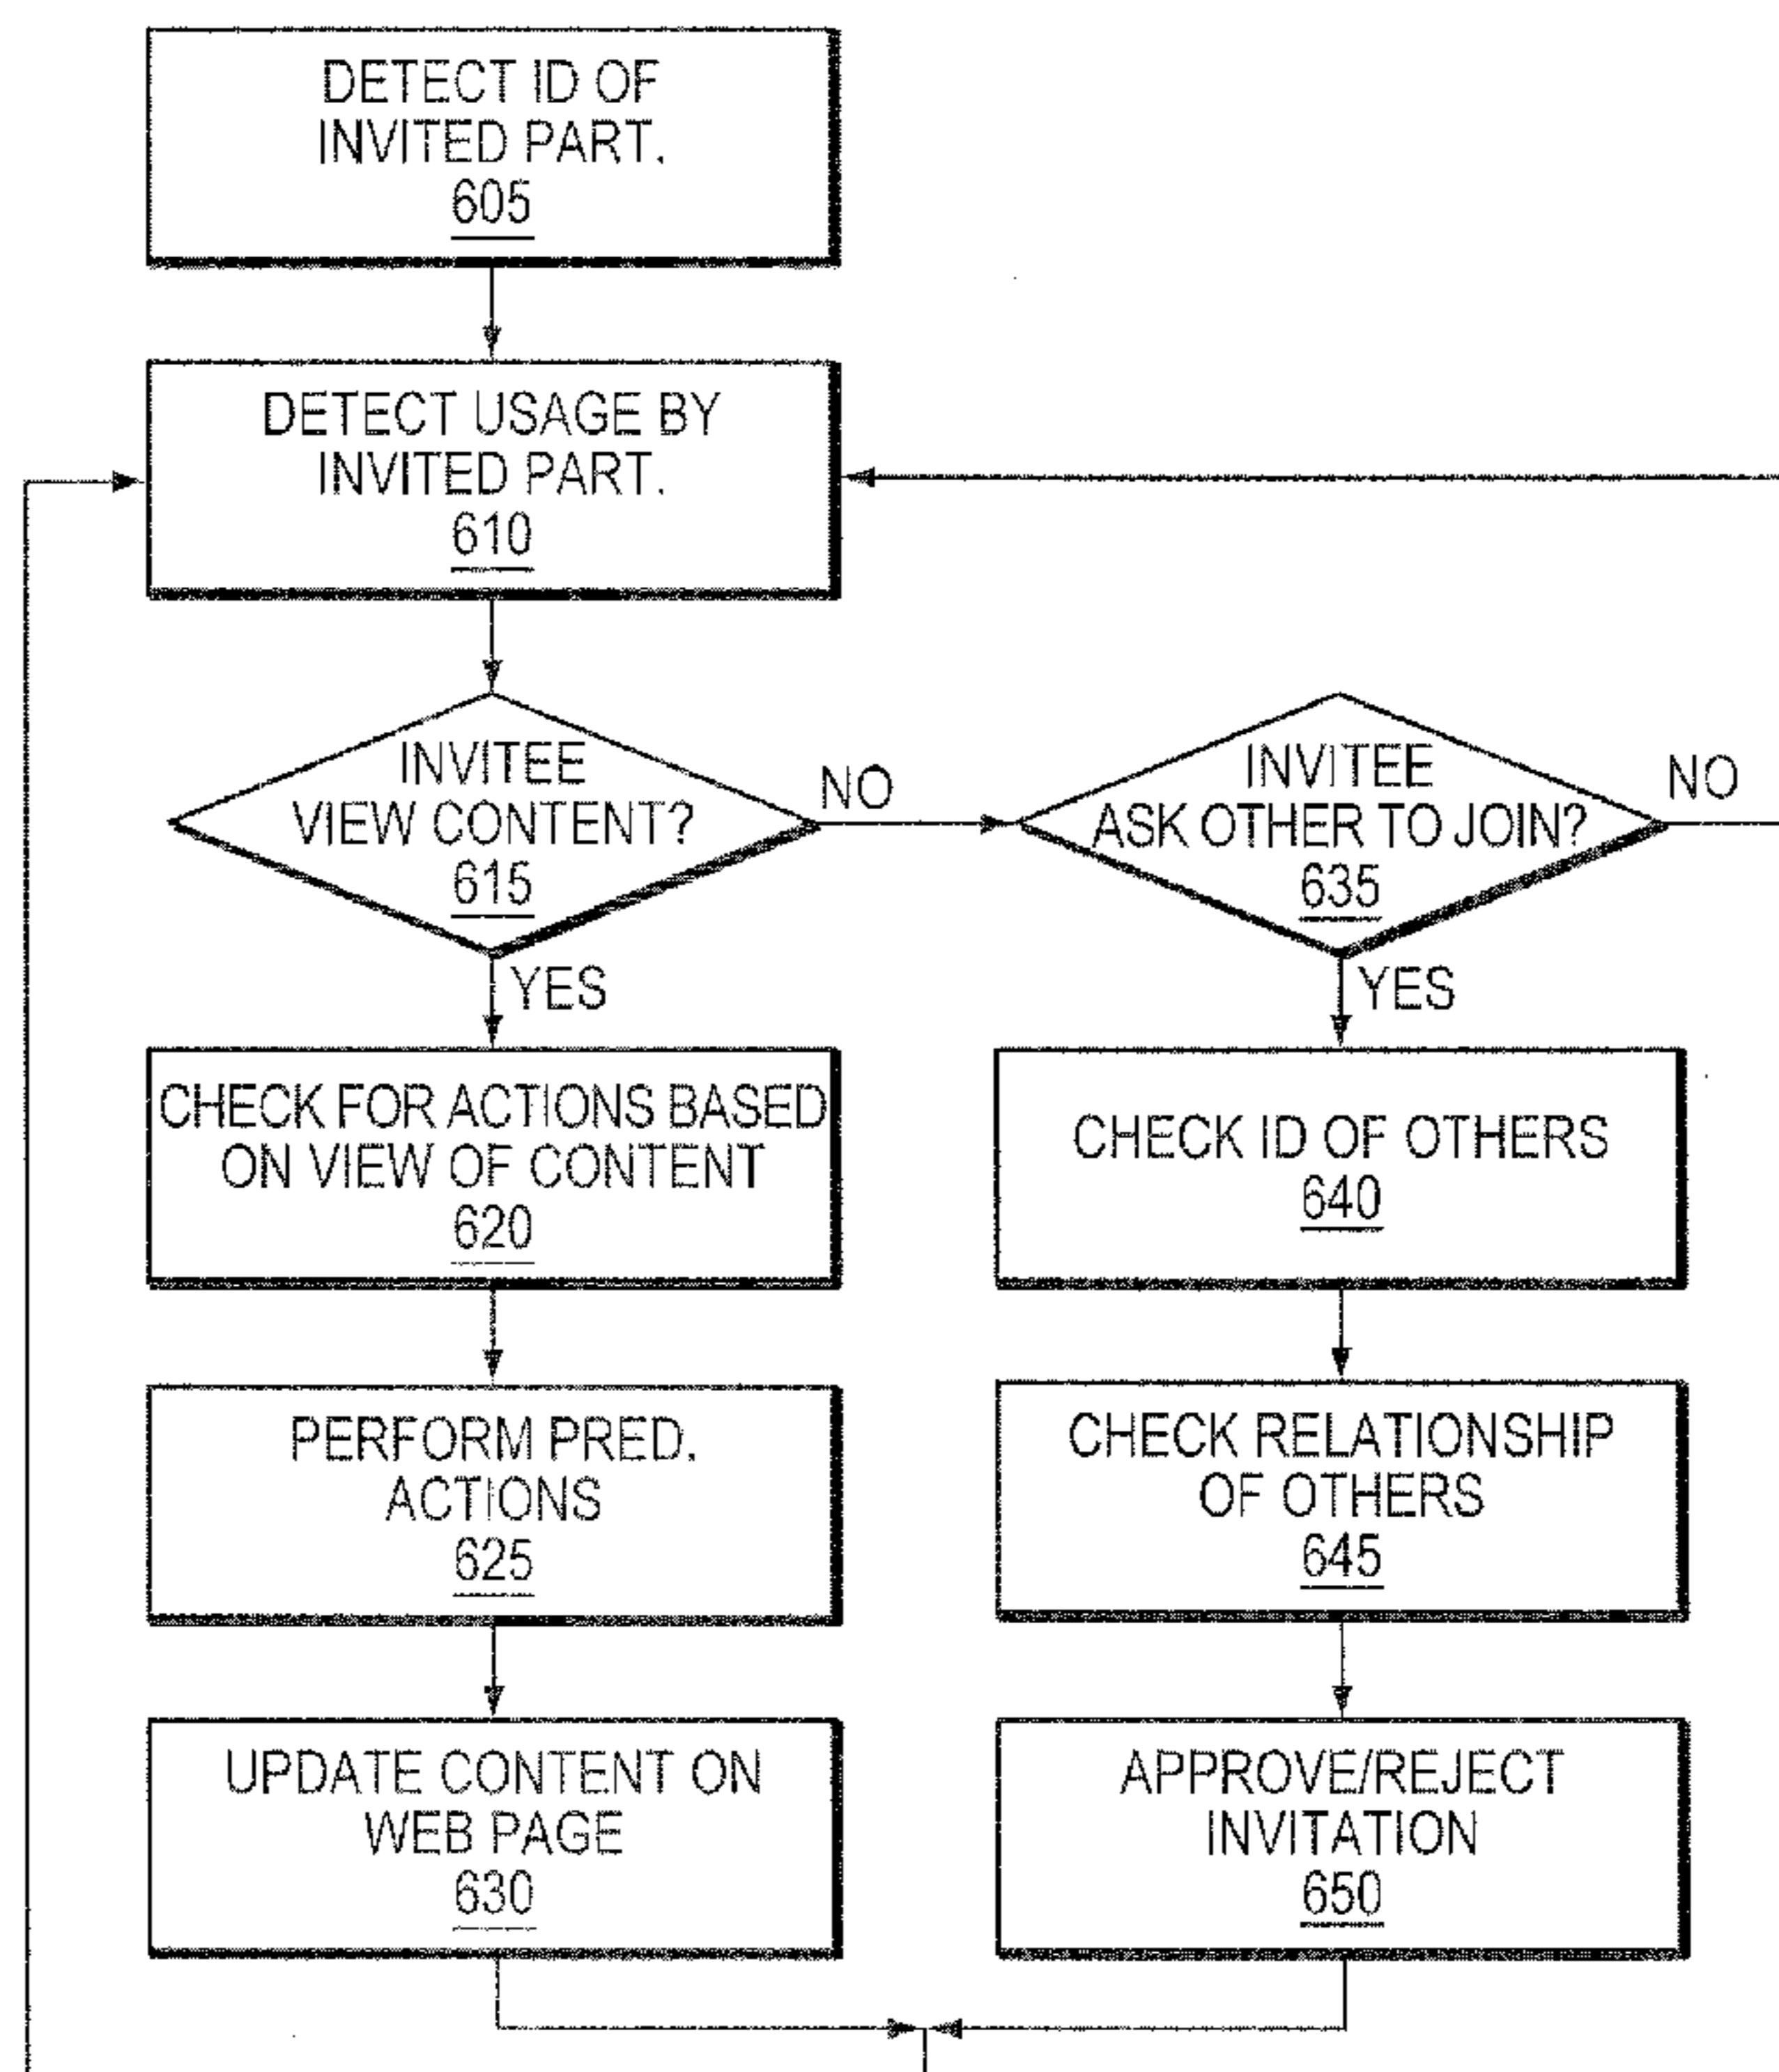 DETECT ID OF
INVITED PART.
605
DETECT USAGE BY
INVITED PART.
610
INVITEE
VIEW CONTENT?
615
NO
YES
INVITEE
ASK OTHER TO JOIN?
635
NO
YES
CHECK FOR ACTIONS BASED
ON VIEW OF CONTENT
620
CHECK ID OF OTHERS
640
PERFORM PRED.
ACTIONS
625
CHECK RELATIONSHIP
OF OTHERS
645
UPDATE CONTENT ON
WEB PAGE
630
APPROVE/REJECT
INVITATION
650